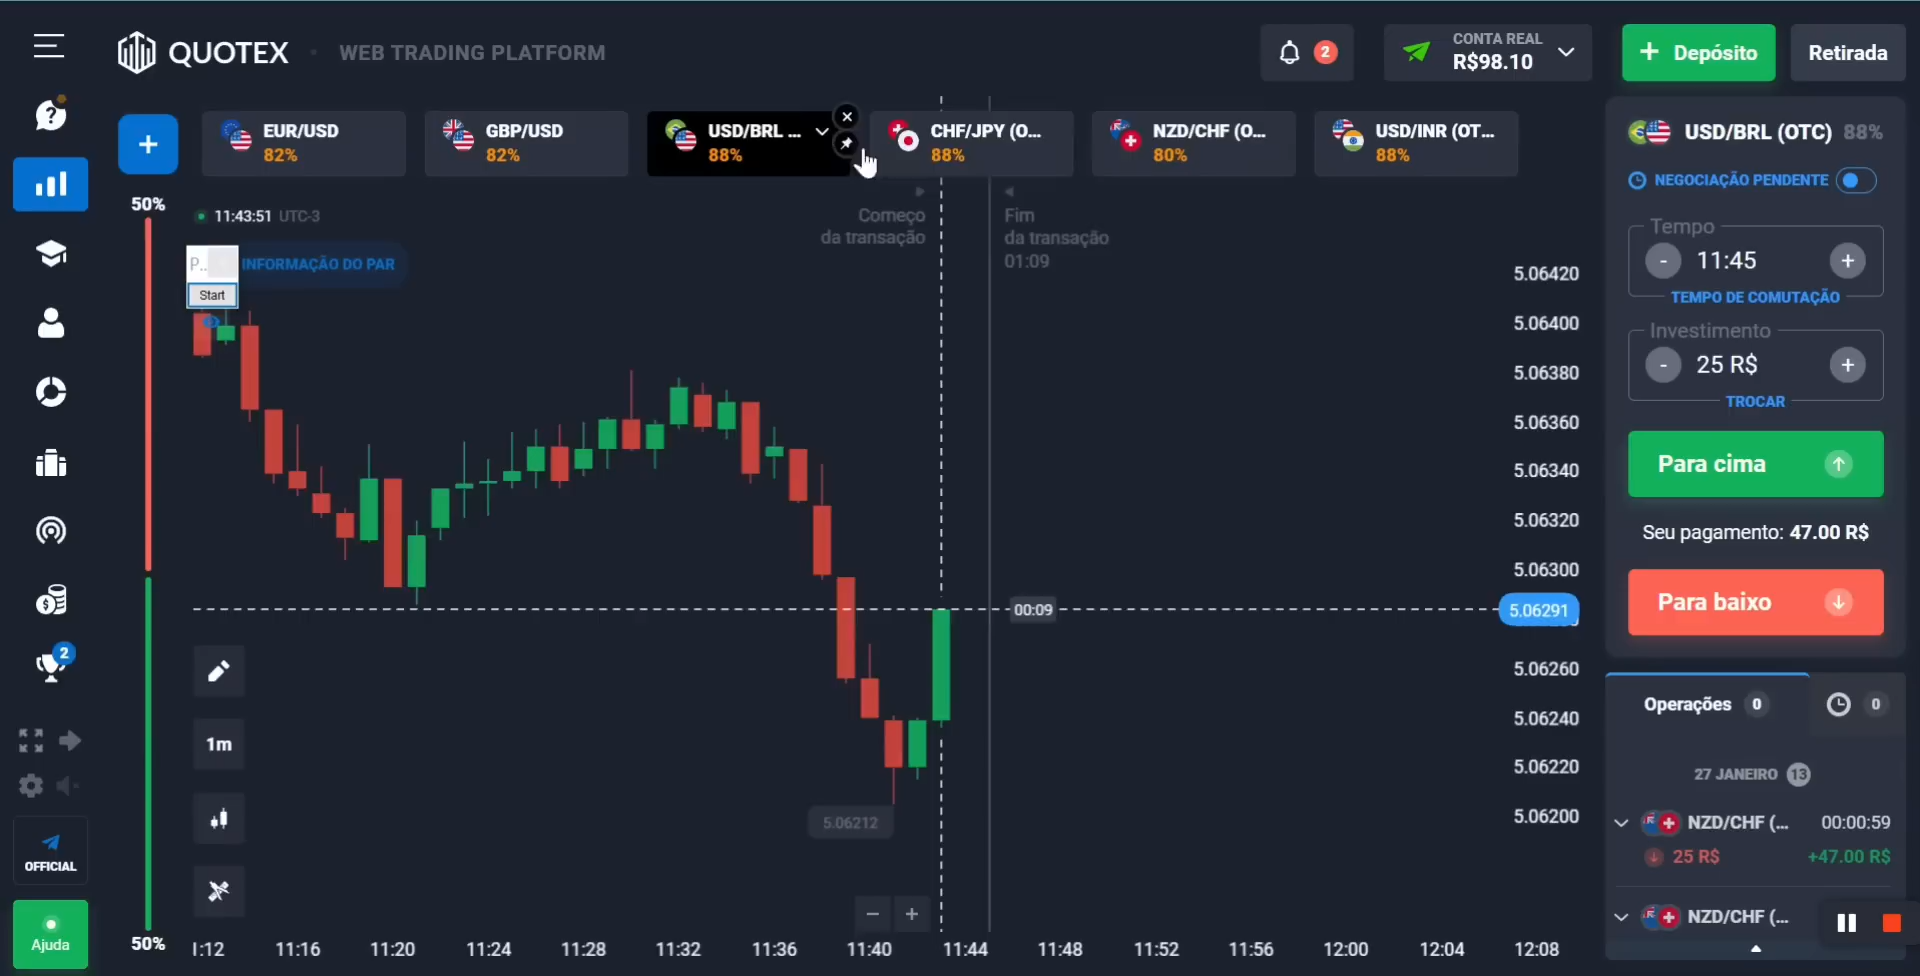 QUOTEX
WEB TRADING PLATFORM
2
CONTA REAL
R$98.10
+ Depósito
Retirada
+
EUR/USD
82%
GBP/USD
82%
USD/BRL ...
88%
CHF/JPY (O...
88%
NZD/CHF (O...
80%
USD/INR (OT...
88%
50%
11:43:51 UTC-3
P..
INFORMAÇÃO DO PAR
Start
Começo
da transação
Fim
da transação
01:09
5.06420
5.06400
5.06380
5.06360
5.06340
5.06320
5.06300
00:09
5.06291
5.06260
5.06240
5.06220
5.06200
5.06212
1m
- +
50%
11:16
11:20
11:24
11:28
11:32
11:36
11:40
11:44
11:48
11:52
11:56
12:00
12:04
12:08
2
OFFICIAL
Ajuda
USD/BRL (OTC) 88%
NEGOCIAÇÃO PENDENTE
Tempo
- 11:45 +
TEMPO DE COMUTAÇÃO
Investimento
- 25 R$ +
TROCAR
Para cima
Seu pagamento: 47.00 R$
Para baixo
Operações 0
0
27 JANEIRO 13
NZD/CHF (... 00:00:59
25 R$ +47.00 R$
NZD/CHF (...